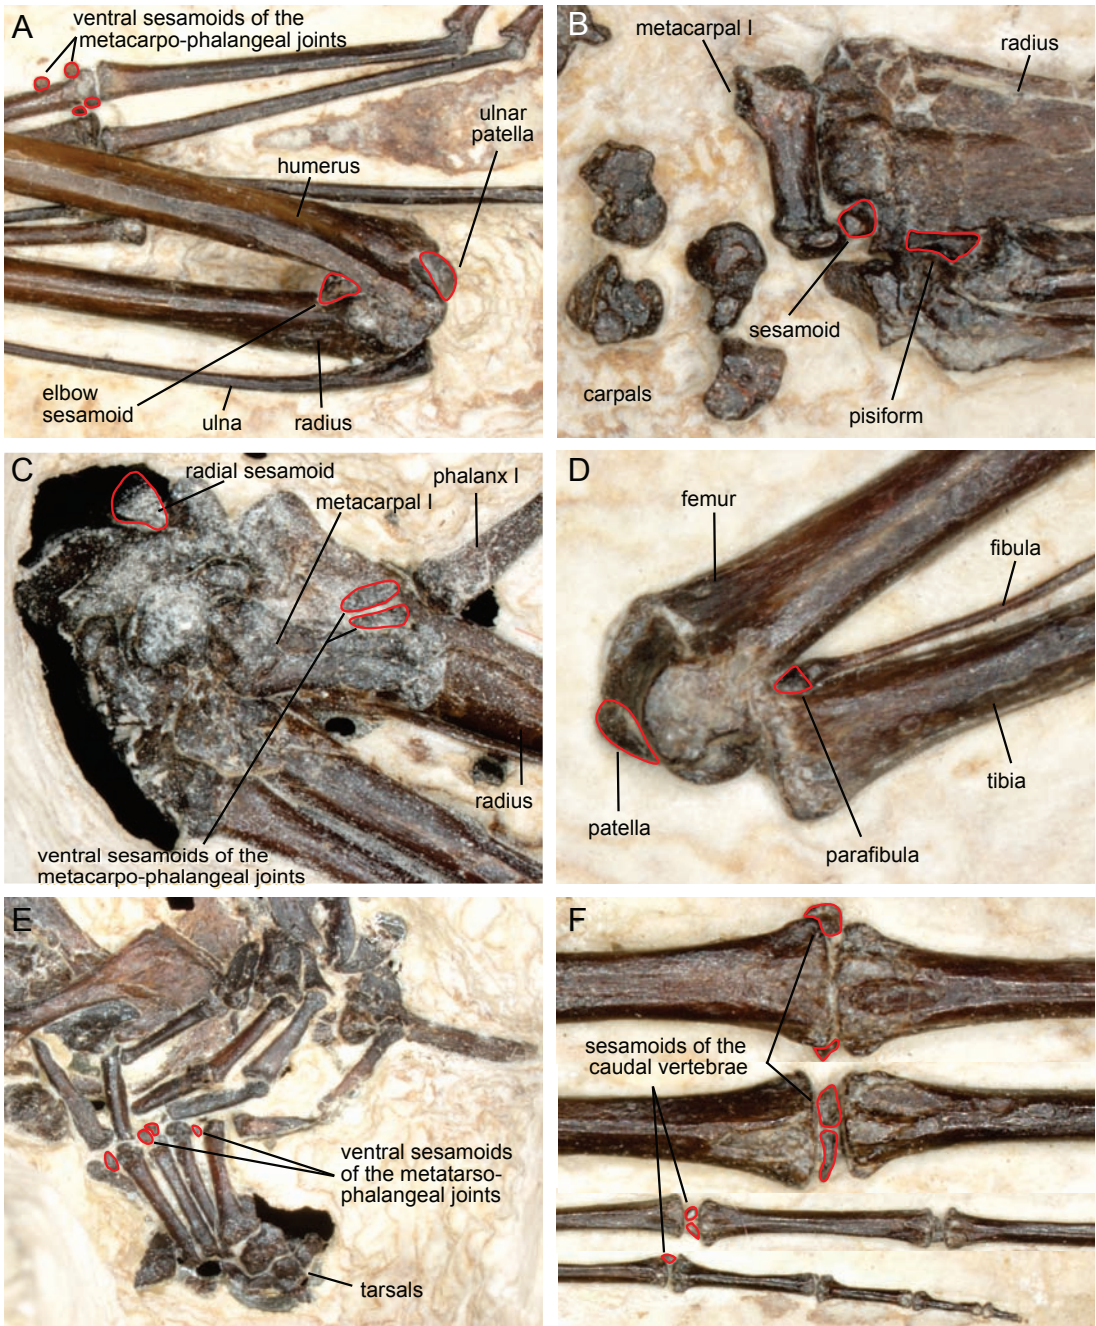 A
ventral sesamoids of the
metacarpo-phalangeal joints
ulnar
patella
humerus
elbow
sesamoid
ulna
radius
B
metacarpal I
radius
sesamoid
carpals
pisiform
C
radial sesamoid
phalanx I
metacarpal I
radius
ventral sesamoids of the
metacarpo-phalangeal joints
D
femur
fibula
tibia
patella
parafibula
E
ventral sesamoids
of the metatarso-
phalangeal joints
tarsals
F
sesamoids of the
caudal vertebrae